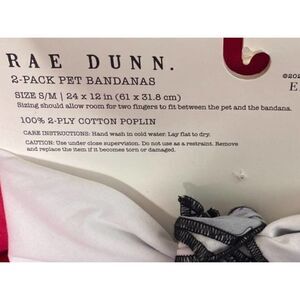 RAE DUNN.
2-PACK PET BANDANAS
©202
E
SIZE S/M | 24 x 12 in (61 x 31.8 cm)
Sizing should allow room for two fingers to fit between the pet and the bandana.
100% 2-PLY COTTON POPLIN
CARE INSTRUCTIONS: Hand wash in cold water. Lay flat to dry.
CAUTION: Use under close supervision. Do not use as a restraint. Remove
and replace the item if it becomes torn or damaged.